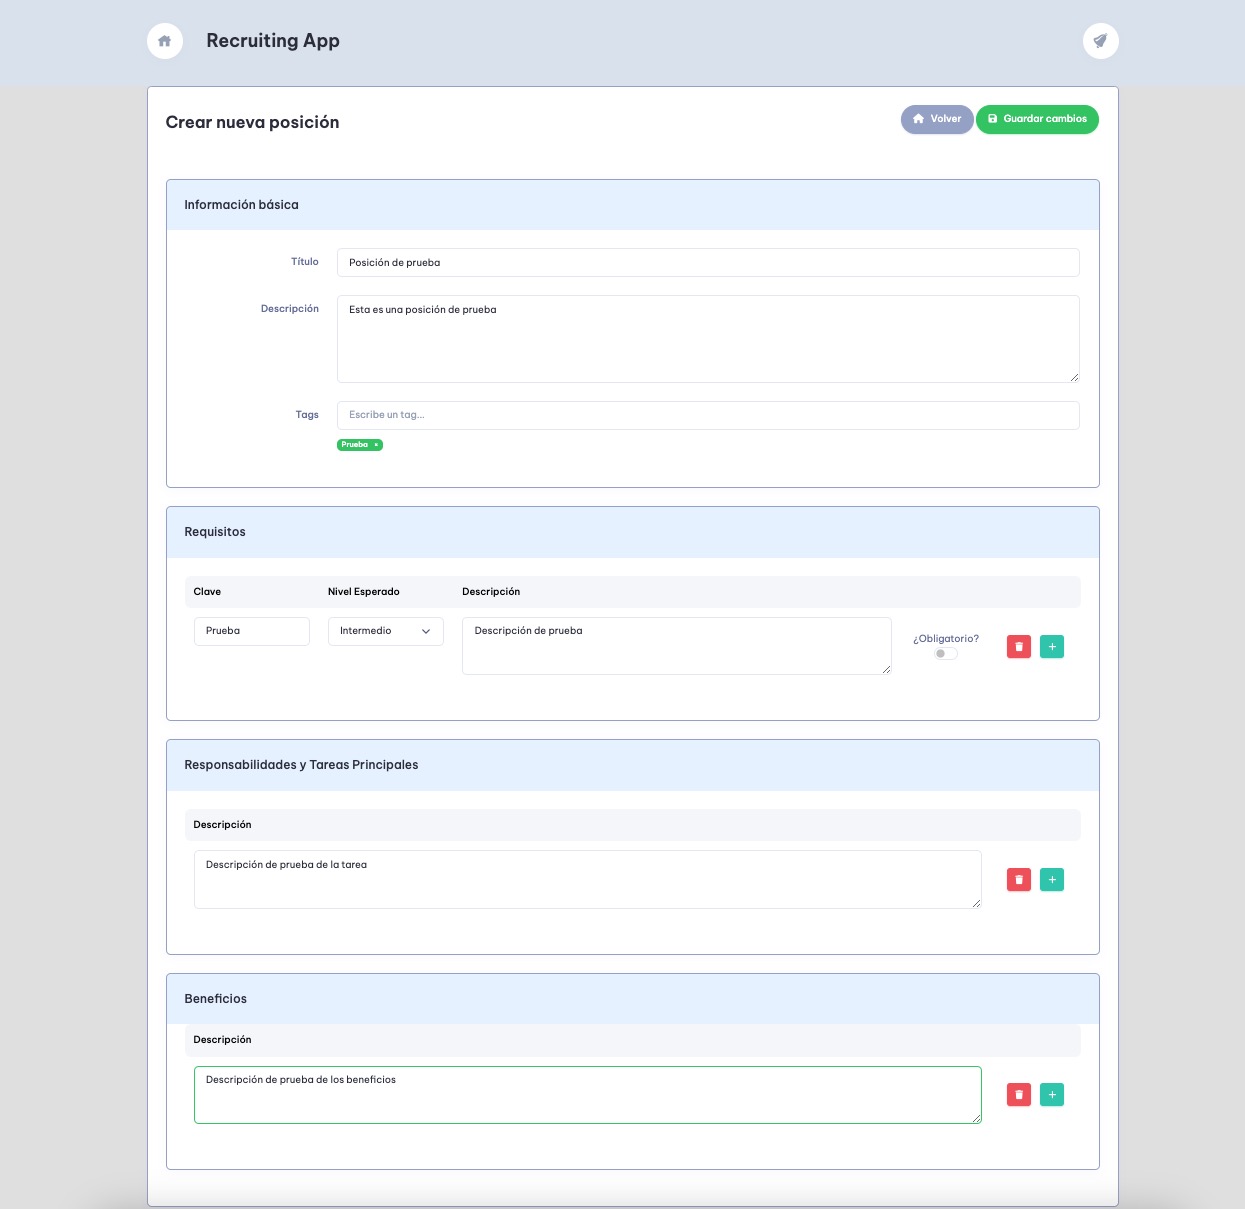 Recruiting App
Crear nueva posición
Volver
Guardar cambios
Información básica
Título
Posición de prueba
Descripción
Esta es una posición de prueba
Tags
Escribe un tag...
Prueba ×
Requisitos
Clave
Nivel Esperado
Descripción
Prueba
Intermedio
Descripción de prueba
¿Obligatorio?
Responsabilidades y Tareas Principales
Descripción
Descripción de prueba de la tarea
Beneficios
Descripción
Descripción de prueba de los beneficios